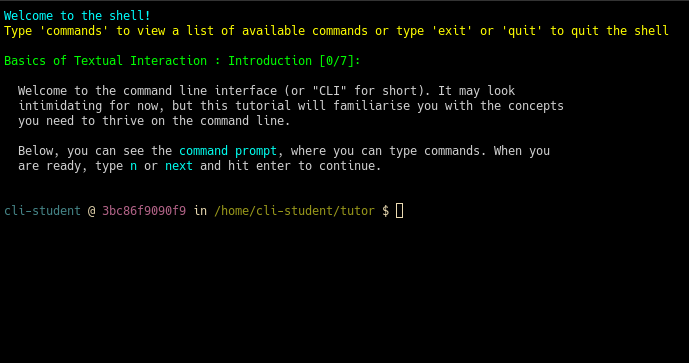 Welcome to the shell!
Type 'commands' to view a list of available commands or type 'exit' or 'quit' to quit the shell
Basics of Textual Interaction : Introduction [0/7]:
Welcome to the command line interface (or "CLI" for short). It may look
intimidating for now, but this tutorial will familiarise you with the concepts
you need to thrive on the command line.
Below, you can see the command prompt, where you can type commands. When you
are ready, type n or next and hit enter to continue.
cli-student @ 3bc86f9090f9 in /home/cli-student/tutor $